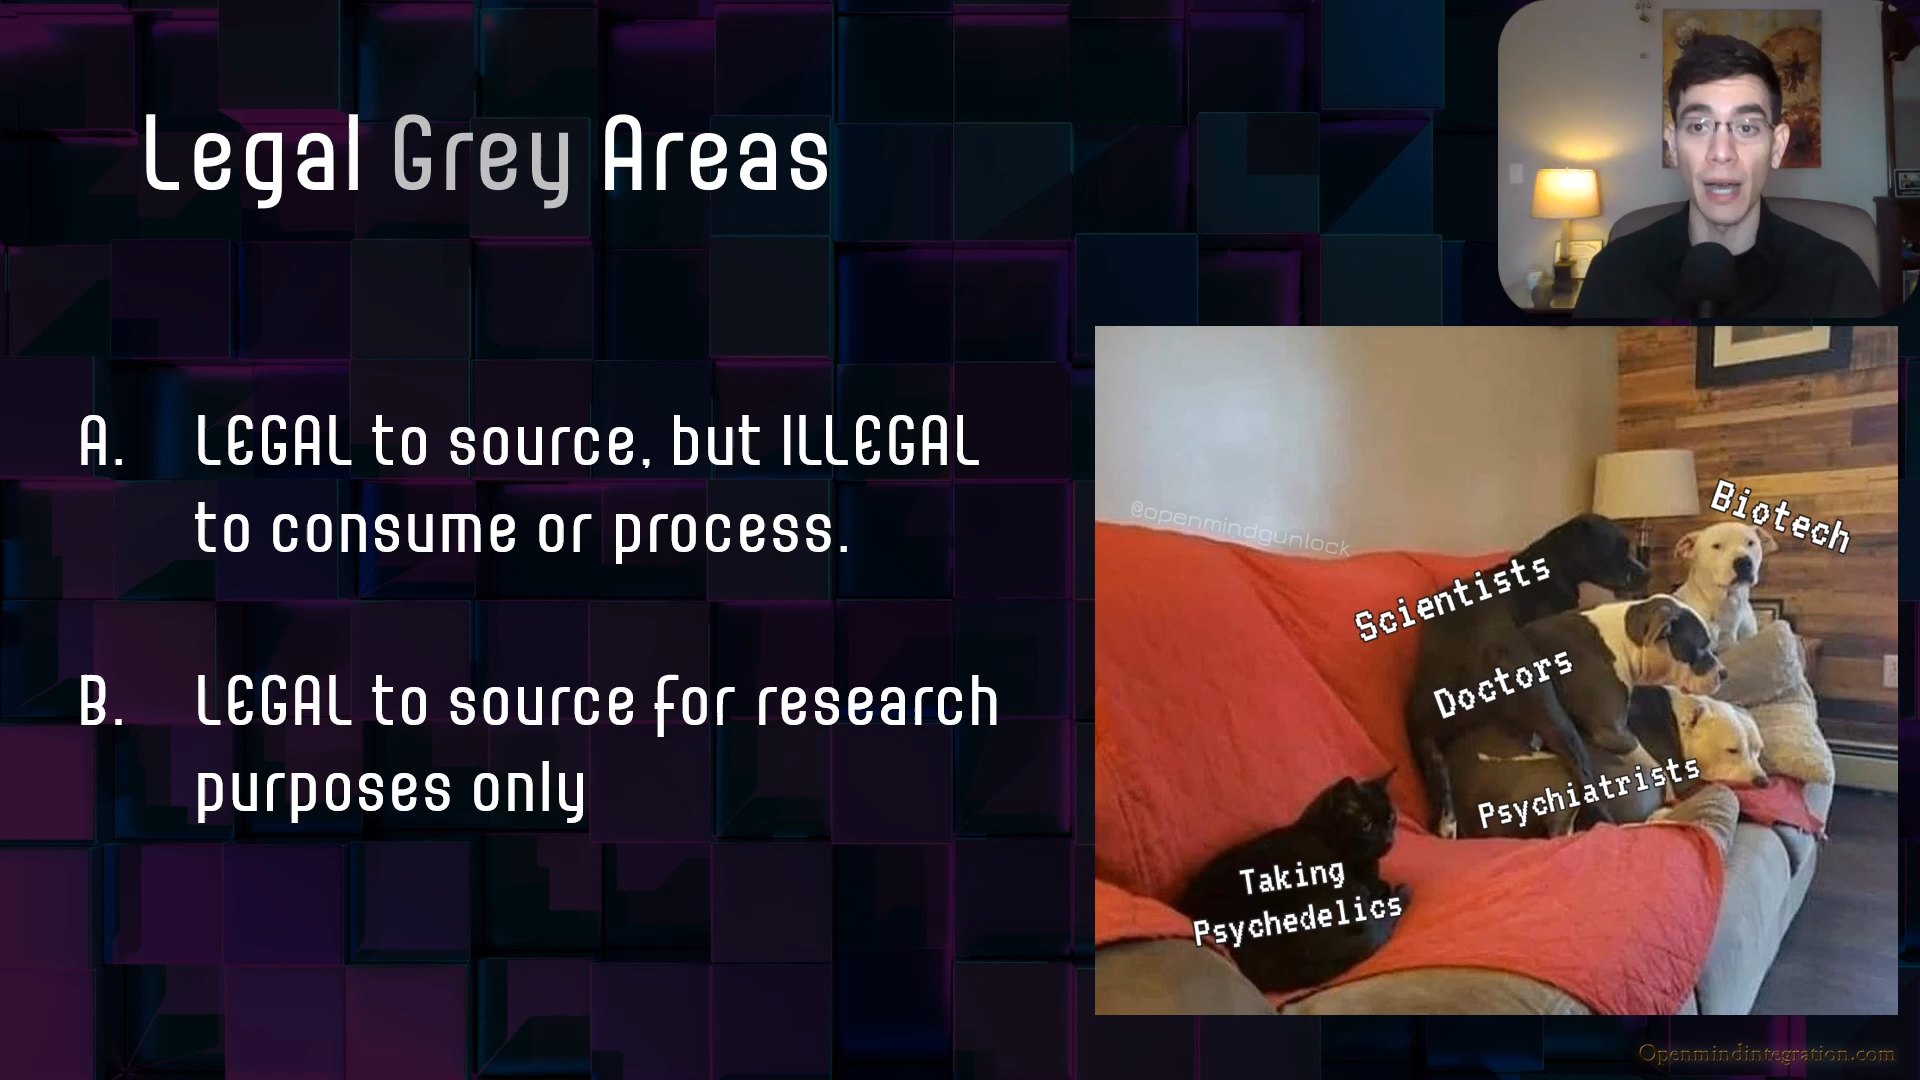 Legal Grey Areas
A. LEGAL to source, but ILLEGAL
to consume or process.
B. LEGAL to source for research
purposes only
@openmindgunlock
Biotech
Scientists
Doctors
Psychiatrists
Taking
Psychedelics
Openmindintegration.com